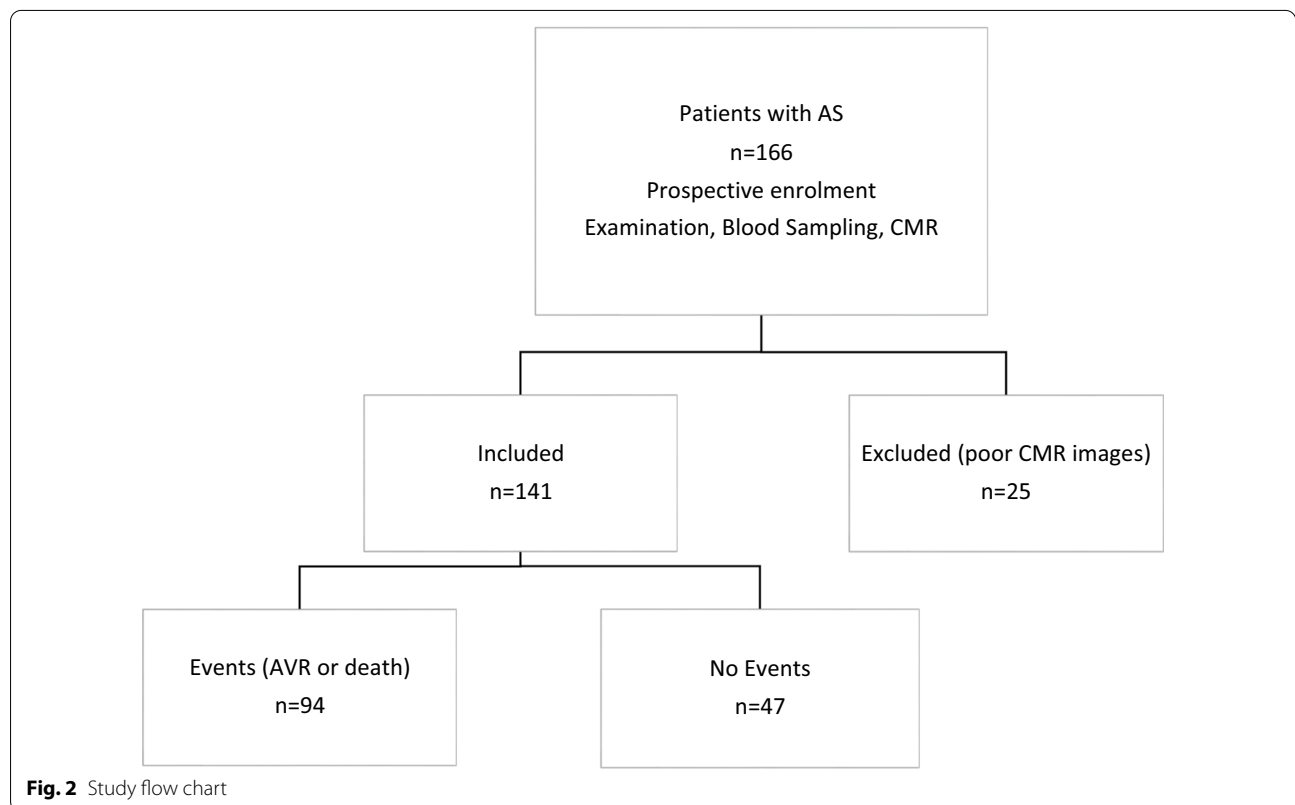 Patients with AS
n=166
Prospective enrolment
Examination, Blood Sampling, CMR
Included
n=141
Excluded (poor CMR images)
n=25
Events (AVR or death)
n=94
No Events
n=47
Fig. 2 Study flow chart